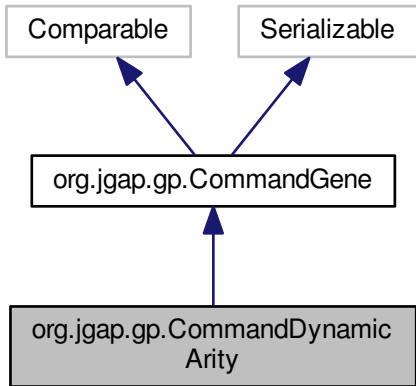 Comparable
Serializable
org.jgap.gp.CommandGene
org.jgap.gp.CommandDynamic
Arity